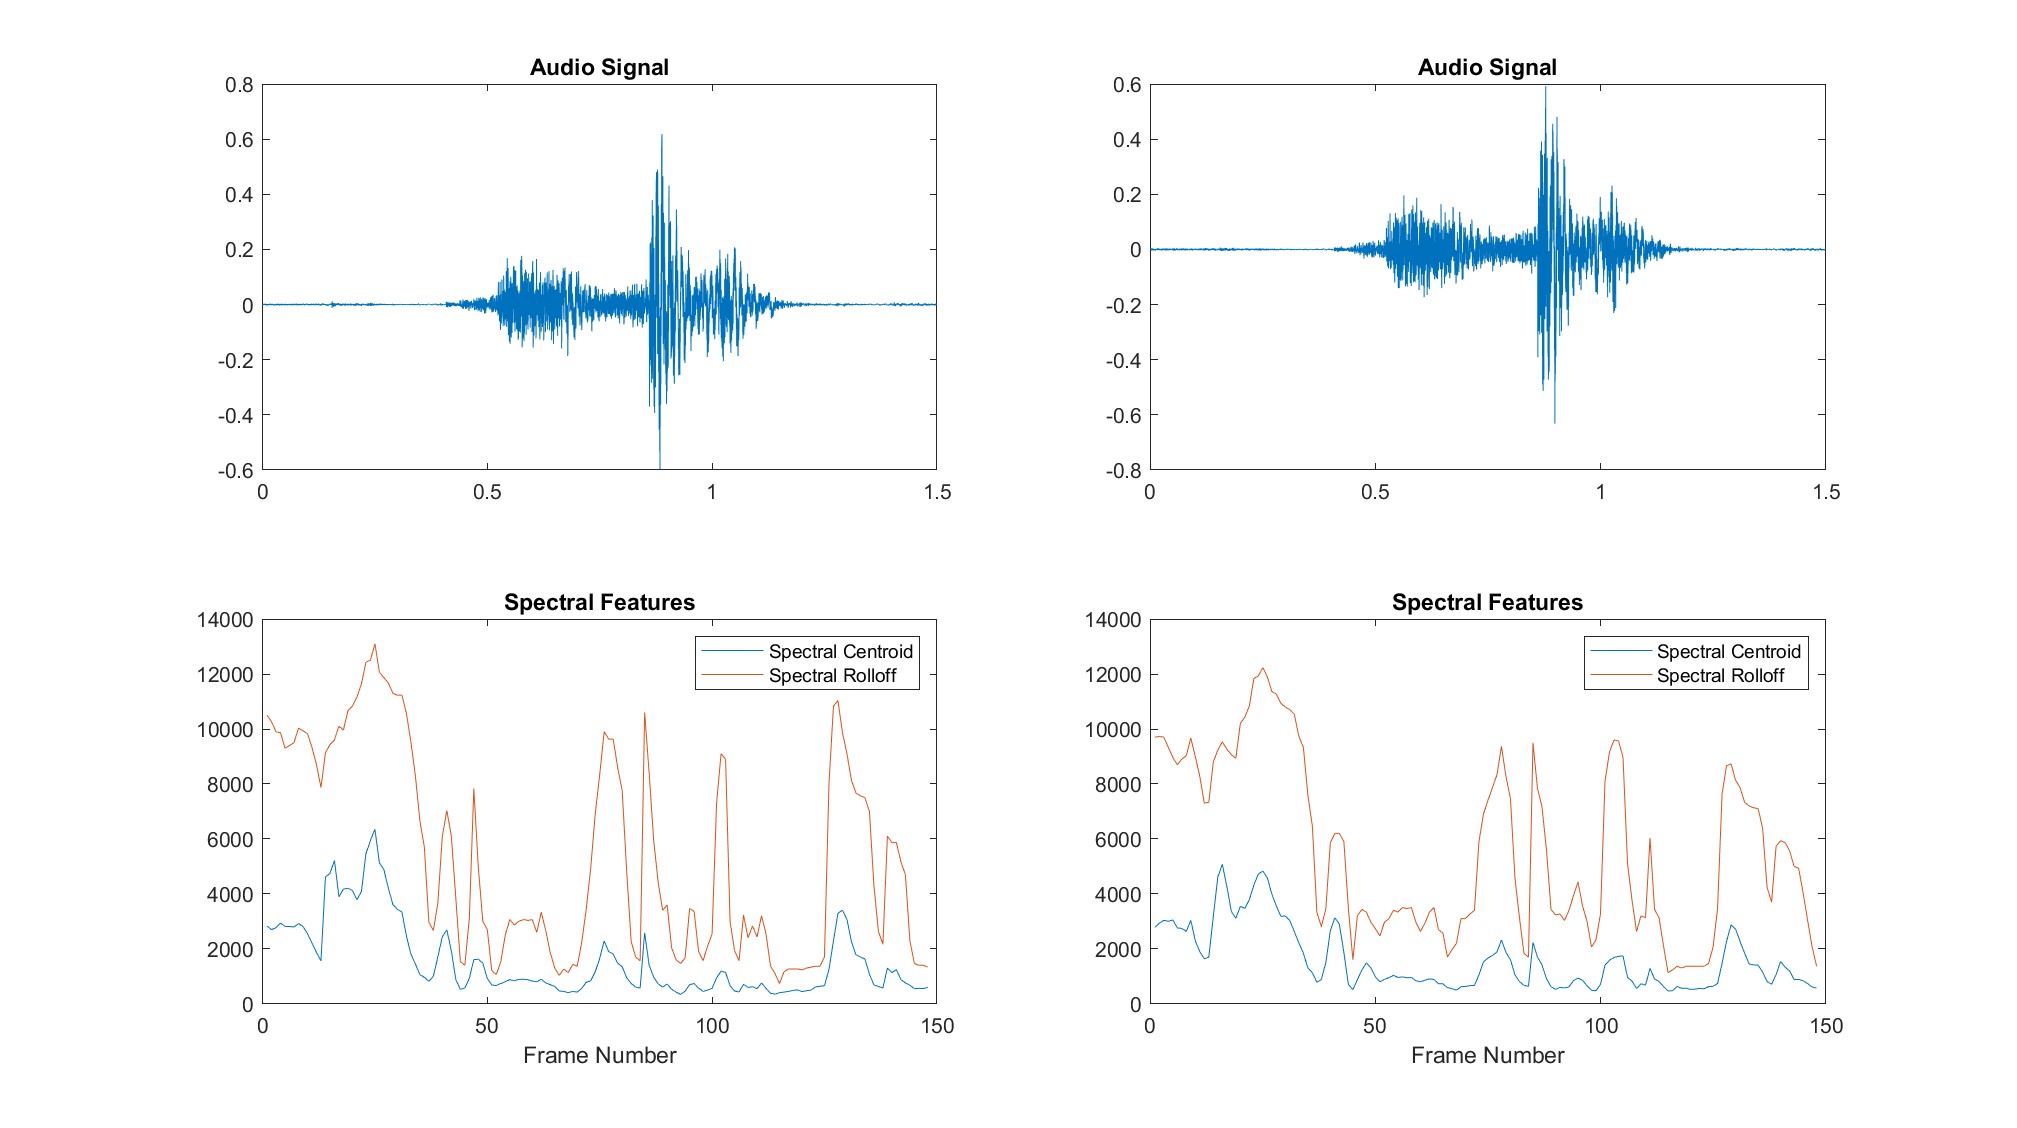 Audio Signal
0.8
0.6
0.4
0.2
0
-0.2
-0.4
-0.6
0 0.5 1 1.5
Audio Signal
0.6
0.4
0.2
0
-0.2
-0.4
-0.6
-0.8
0 0.5 1 1.5
Spectral Features
14000
12000
10000
8000
6000
4000
2000
0
Spectral Centroid
Spectral Rolloff
0 50 100 150
Frame Number
Spectral Features
14000
12000
10000
8000
6000
4000
2000
0
Spectral Centroid
Spectral Rolloff
0 50 100 150
Frame Number